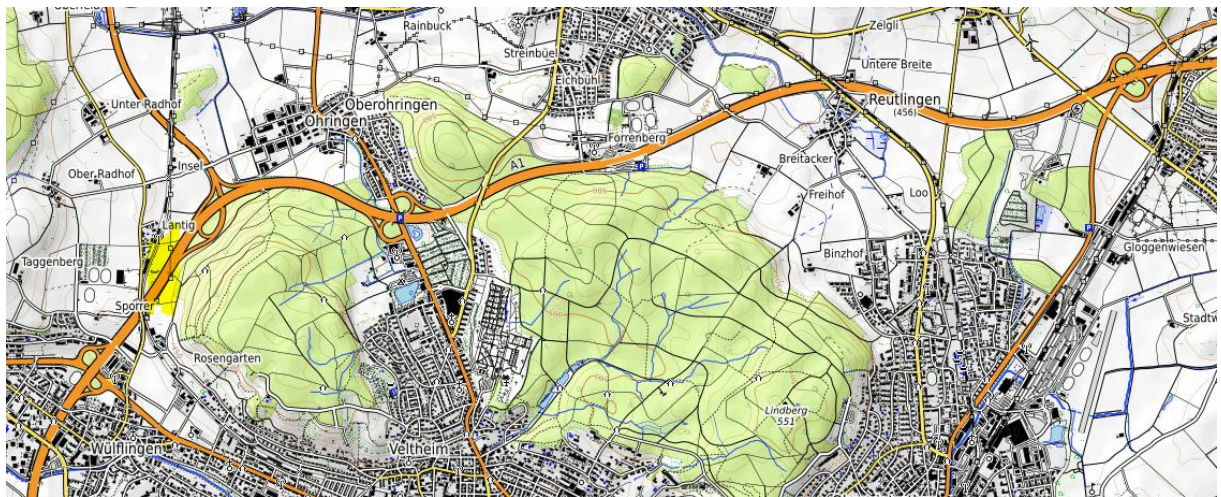 Rainbuck
Zelgli
Streinbüel
Untere Breite
Eichbühl
Unter Radhof
Oberohringen
Reutlingen
(456)
Ohringen
Forrenberg
A1
P
Insel
Breitacker
Ober Radhof
Freihof
Loo
P
Lantig
P
Gloggenwiesen
Binzhof
Taggenberg
Sporrer
Rosengarten
Lindberg
551
Wülflingen
Veltheim